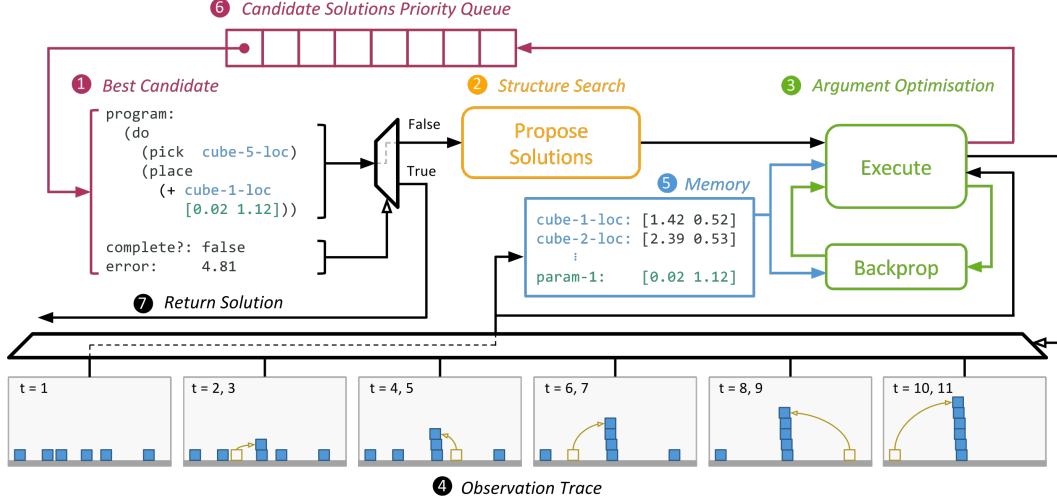 6 Candidate Solutions Priority Queue
1 Best Candidate
2 Structure Search
3 Argument Optimisation
program:
(do
(pick cube-5-loc)
(place
(+ cube-1-loc
[0.02 1.12]))
complete?: false
error: 4.81
False
True
Propose
Solutions
Execute
Backprop
5 Memory
cube-1-loc: [1.42 0.52]
cube-2-loc: [2.39 0.53]
⋮
param-1: [0.02 1.12]
7 Return Solution
t = 1
t = 2, 3
t = 4, 5
t = 6, 7
t = 8, 9
t = 10, 11
4 Observation Trace